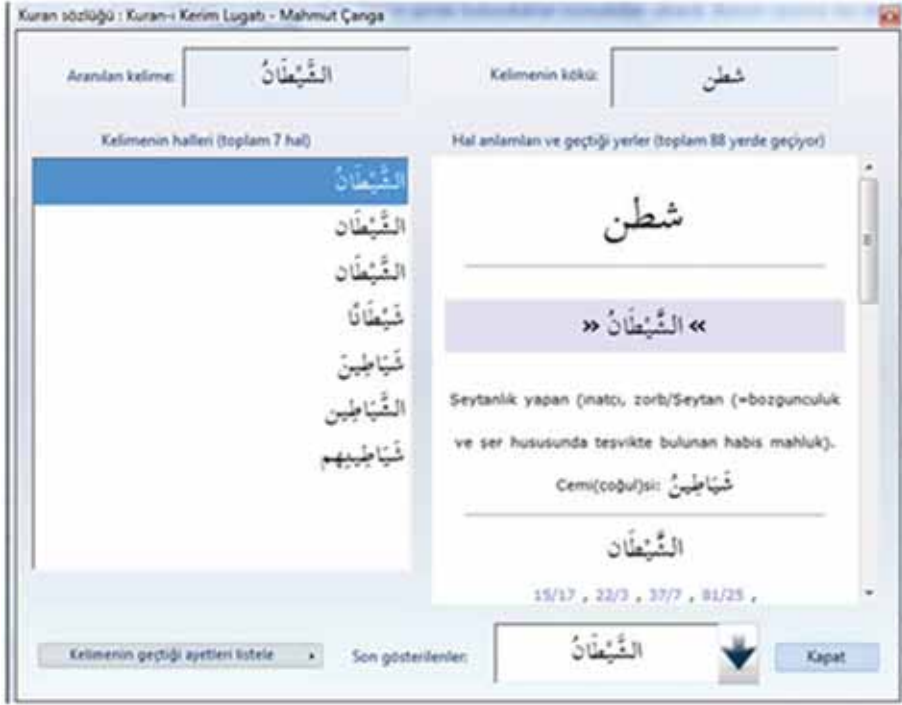 Kuran sözlüğü : Kuran-ı Kerim Lugatı - Mahmut Çanga
Aranılan kelime: الشَّيْطَانُ
Kelimenin kökü: شطن
Kelimenin halleri (toplam 7 hal)
Hal anlamları ve geçtiği yerler (toplam 88 yerde geçiyor)
الشَّيْطَانُ
الشَّيْطَان
الشَّيْطَان
شَيْطَانًا
شَيَاطِينَ
الشَّيَاطِين
شَيَاطِينِهِم
شطن
» الشَّيْطَانُ «
Seytanlık yapan (inatcı, zorb/Seytan (=bozgunculuk
ve ser hususunda tesvikte bulunan habis mahluk).
Cemi(coğul)si: شَيَاطِينُ
الشَّيْطَان
15/17 , 22/3 , 37/7 , 81/25 ,
Kelimenin geçtiği ayetleri listele
Son gösterilenler: الشَّيْطَانُ
Kapat